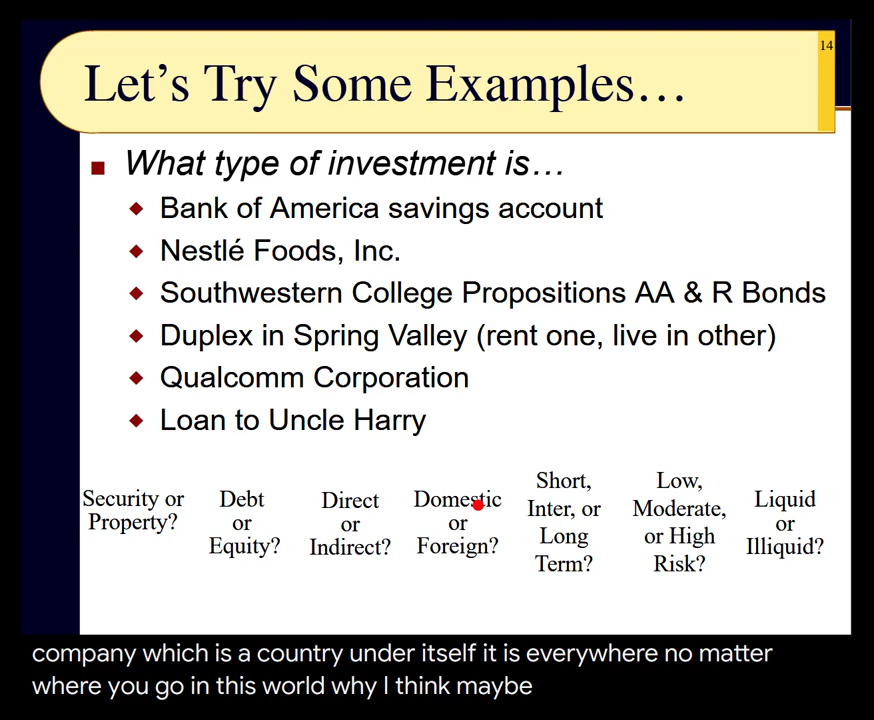 14
Let's Try Some Examples…
What type of investment is…
Bank of America savings account
Nestlé Foods, Inc.
Southwestern College Propositions AA & R Bonds
Duplex in Spring Valley (rent one, live in other)
Qualcomm Corporation
Loan to Uncle Harry
Security or
Property?
Debt
or
Equity?
Direct
or
Indirect?
Domestic
or
Foreign?
Short,
Inter, or
Long
Term?
Low,
Moderate,
or High
Risk?
Liquid
or
Illiquid?
company which is a country under itself it is everywhere no matter
where you go in this world why I think maybe